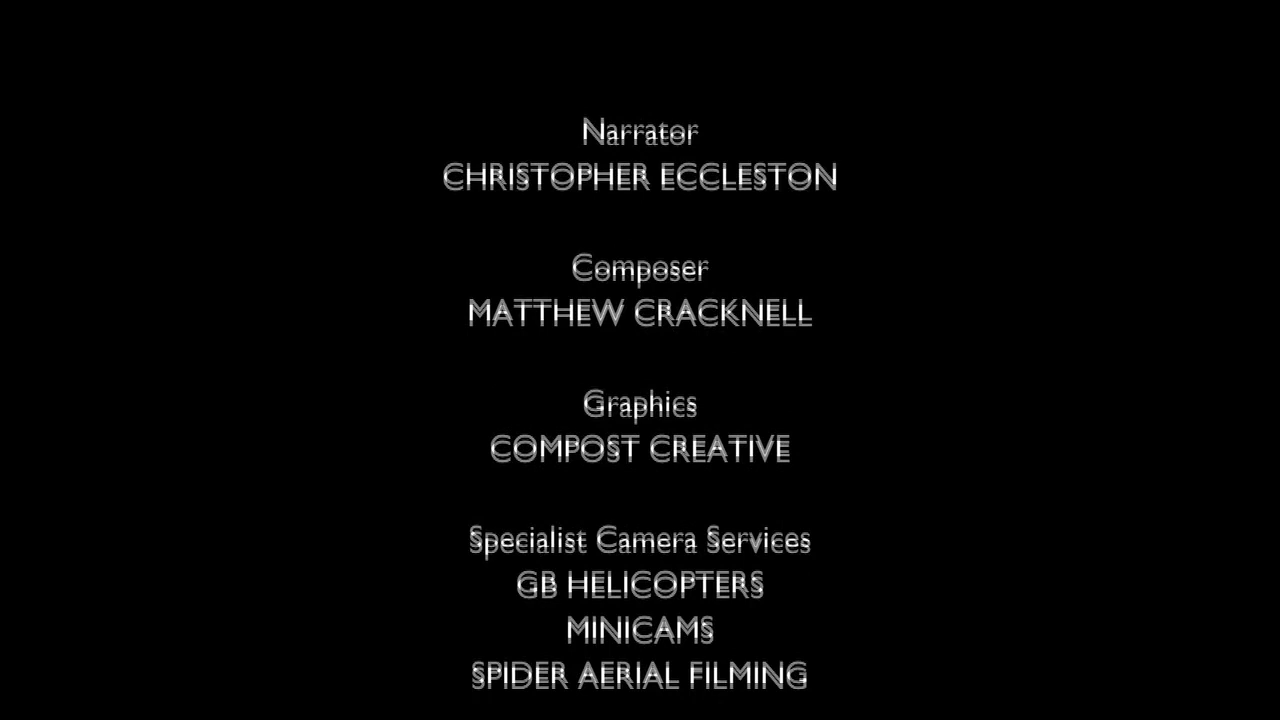 Narrator
CHRISTOPHER ECCLESTON
Composer
MATTHEW CRACKNELL
Graphics
COMPOST CREATIVE
Specialist Camera Services
GB HELICOPTERS
MINICAMS
SPIDER AERIAL FILMING